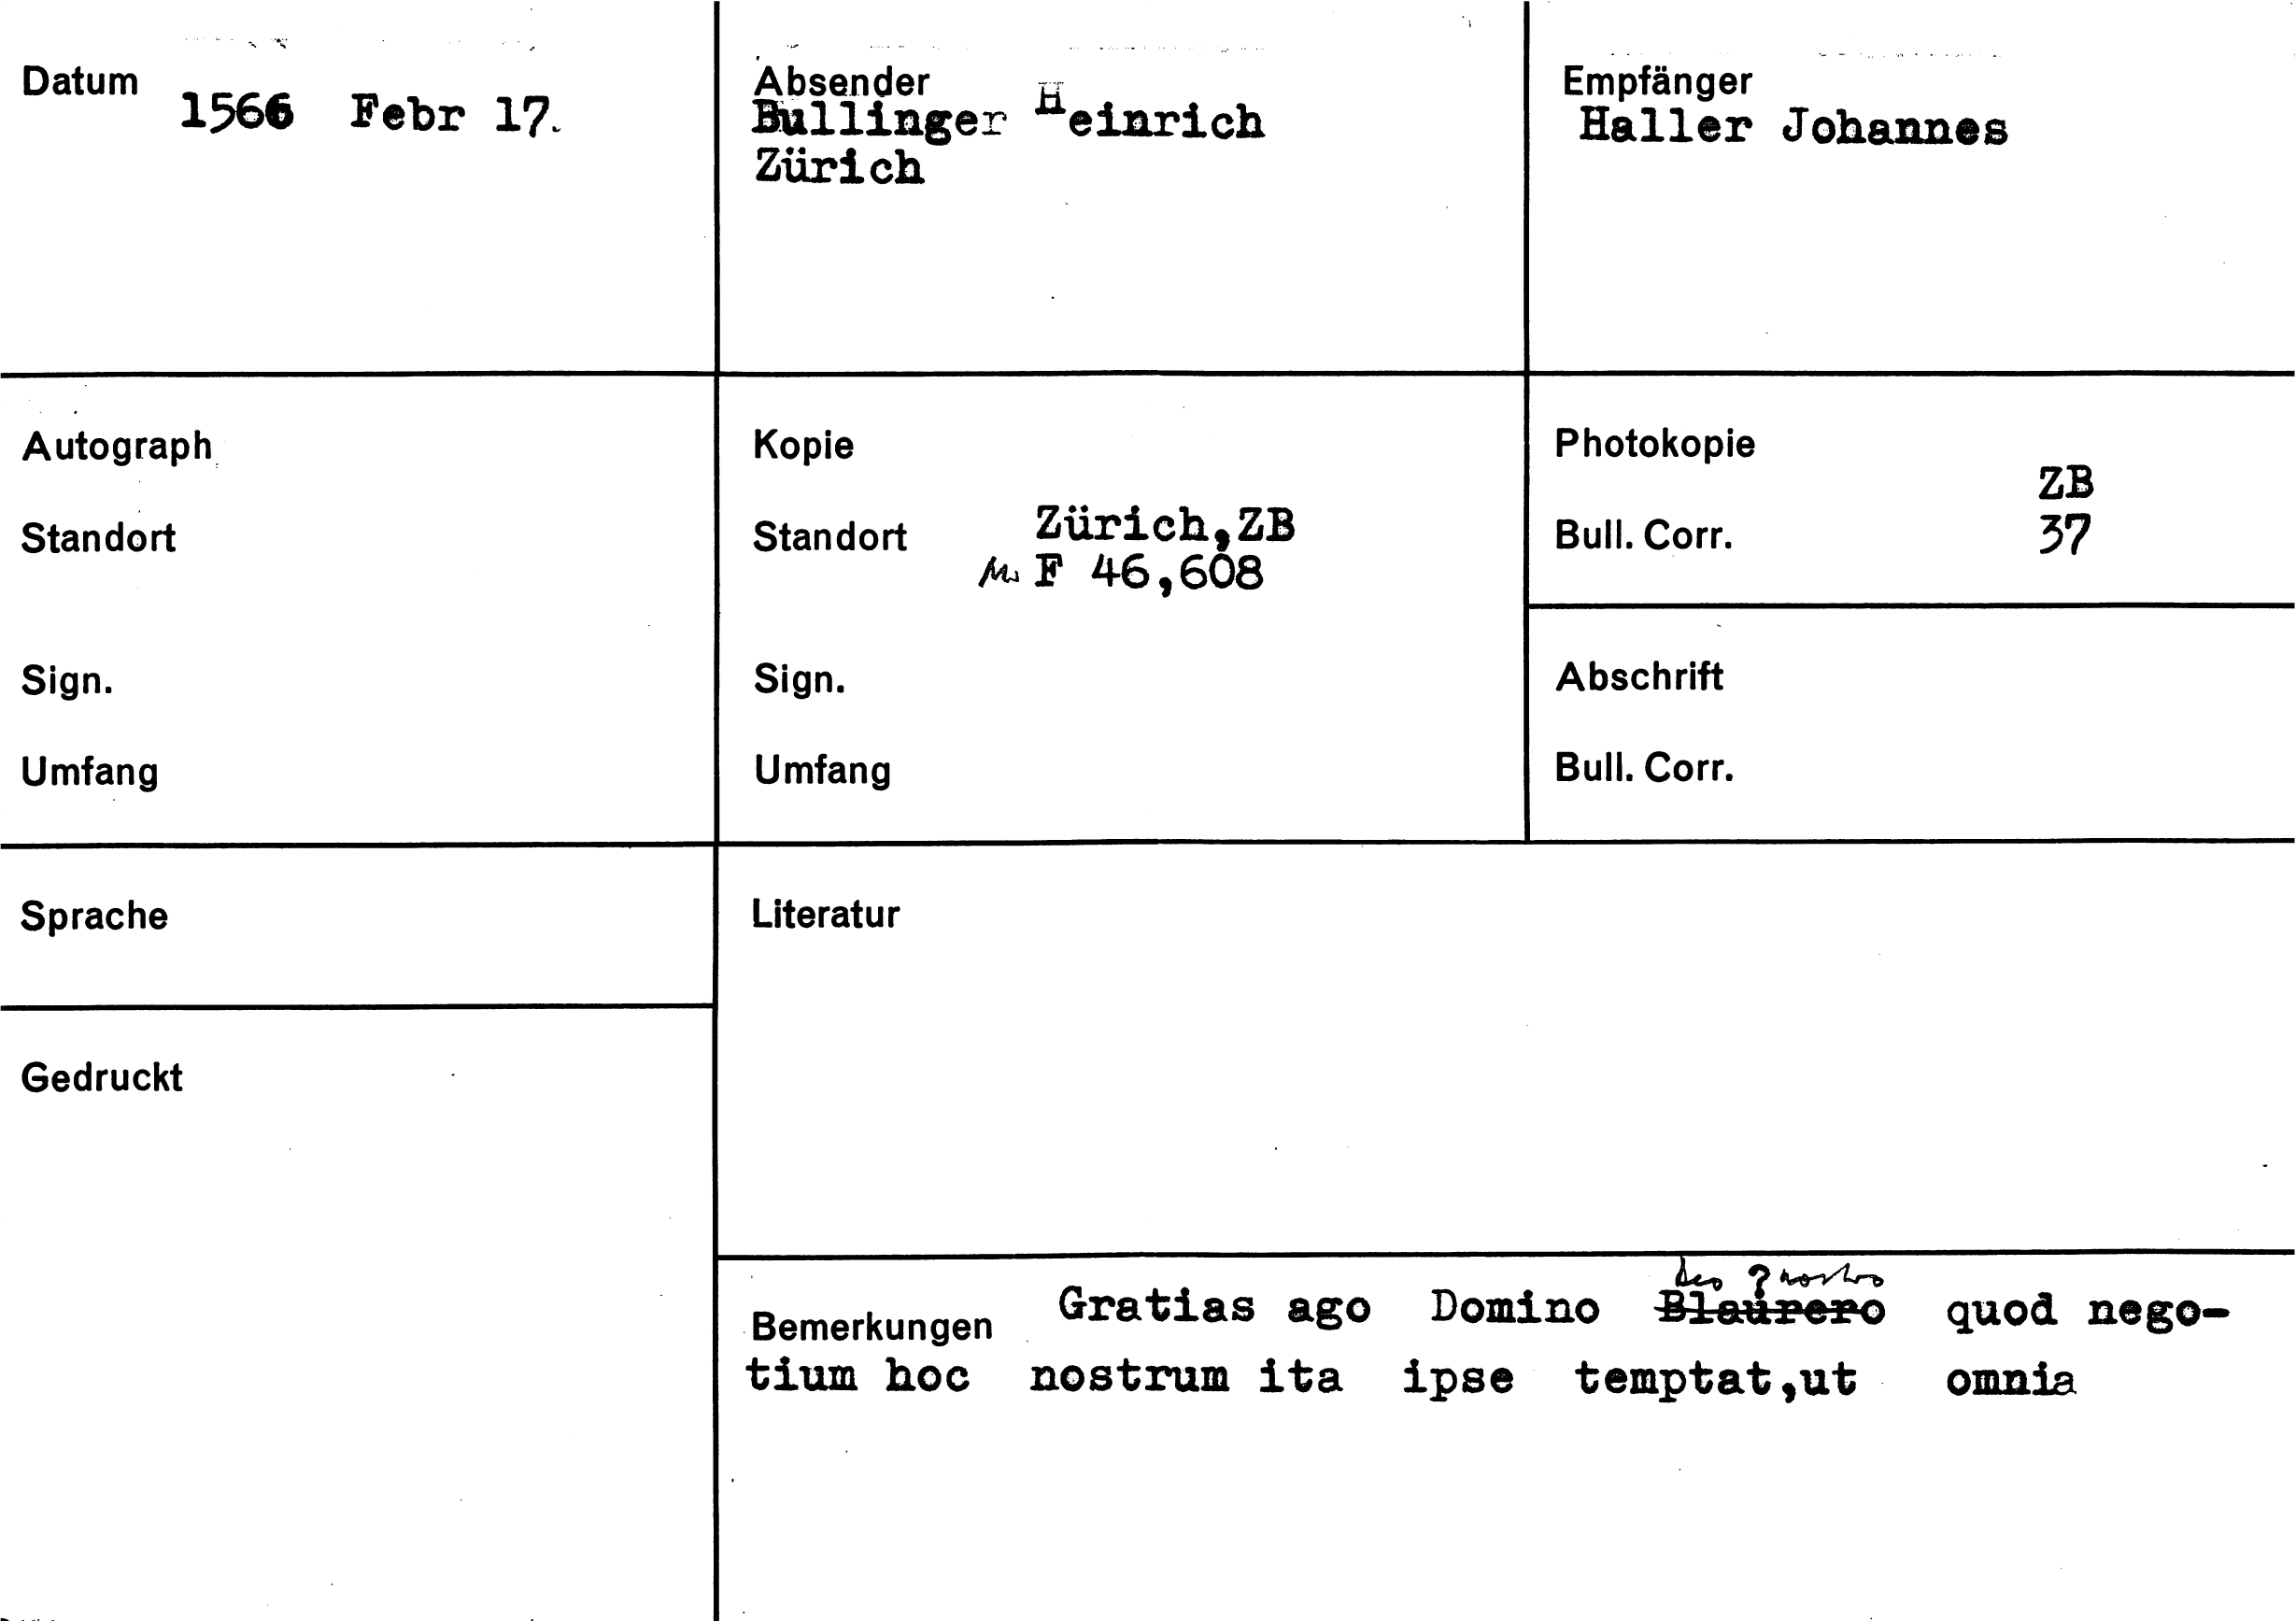 Datum 1566 Febr 17.
Absender
Bullinger Heinrich
Zürich
Empfänger
Haller Johannes
Autograph
Standort
Sign.
Umfang
Kopie
Standort Zürich,ZB
Ms F 46,608
Sign.
Umfang
Photokopie
ZB
Bull. Corr. 37
Abschrift
Bull. Corr.
Sprache
Gedruckt
Literatur
deo ? nostro
Bemerkungen Gratias ago Domino Blaurero quod nego-
tium hoc nostrum ita ipse temptat,ut omnia